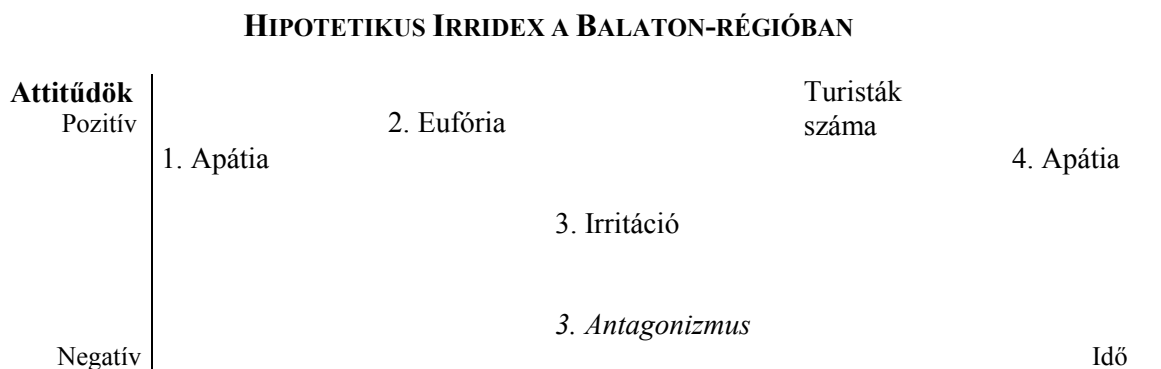 HIPOTETIKUS IRRIDEX A BALATON-RÉGIÓBAN
Attitűdök
Pozitív
2. Eufória
Turisták
száma
1. Apátia
4. Apátia
3. Irritáció
3. Antagonizmus
Negatív
Idő